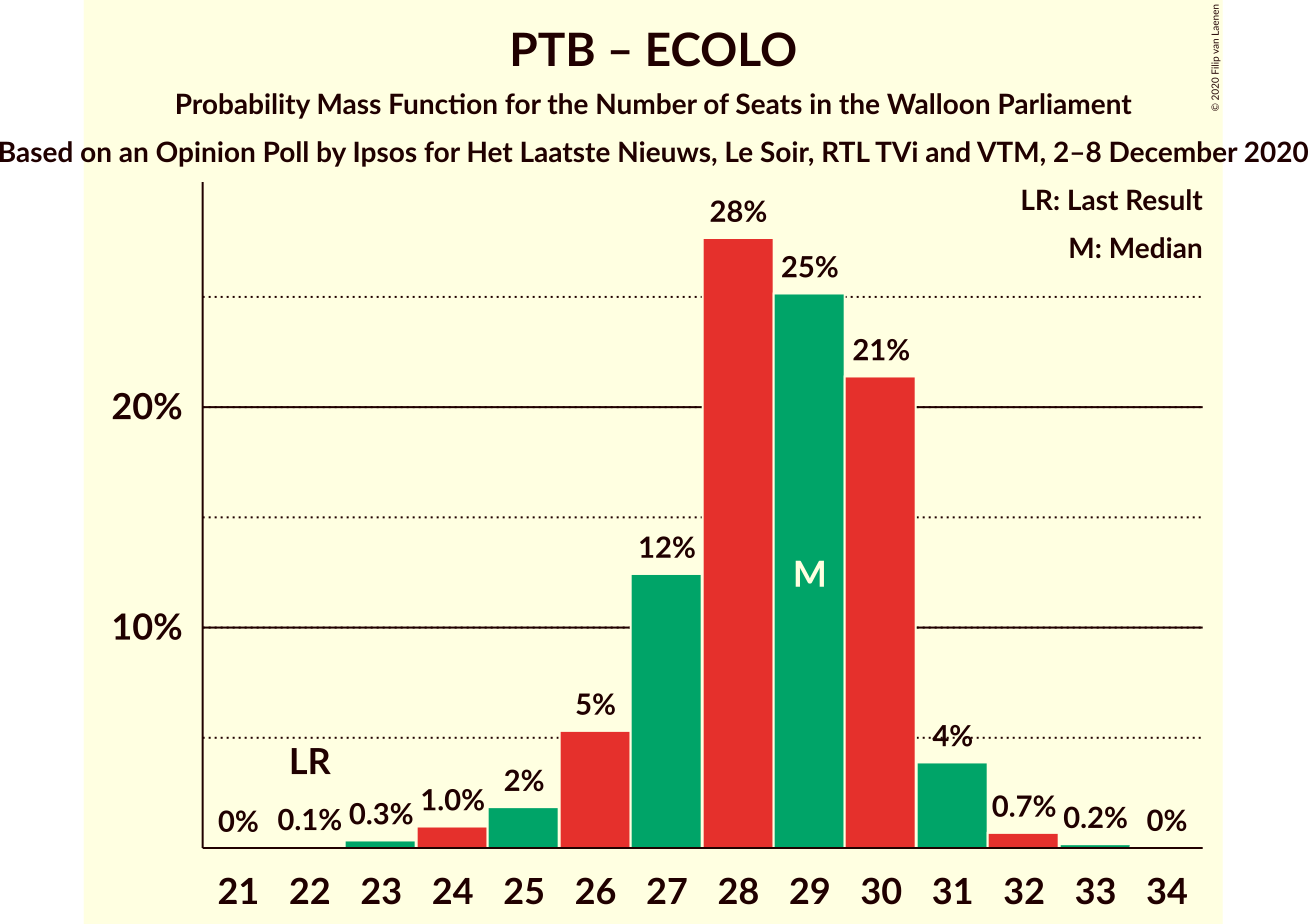 PTB – ECOLO
Probability Mass Function for the Number of Seats in the Walloon Parliament
Based on an Opinion Poll by Ipsos for Het Laatste Nieuws, Le Soir, RTL TVi and VTM, 2–8 December 2020
© 2020 Filip van Laenen
LR: Last Result
M: Median
20%
10%
0%
0.1%
0.3%
1.0%
2%
5%
12%
28%
25%
21%
4%
0.7%
0.2%
0%
LR
M
21 22 23 24 25 26 27 28 29 30 31 32 33 34